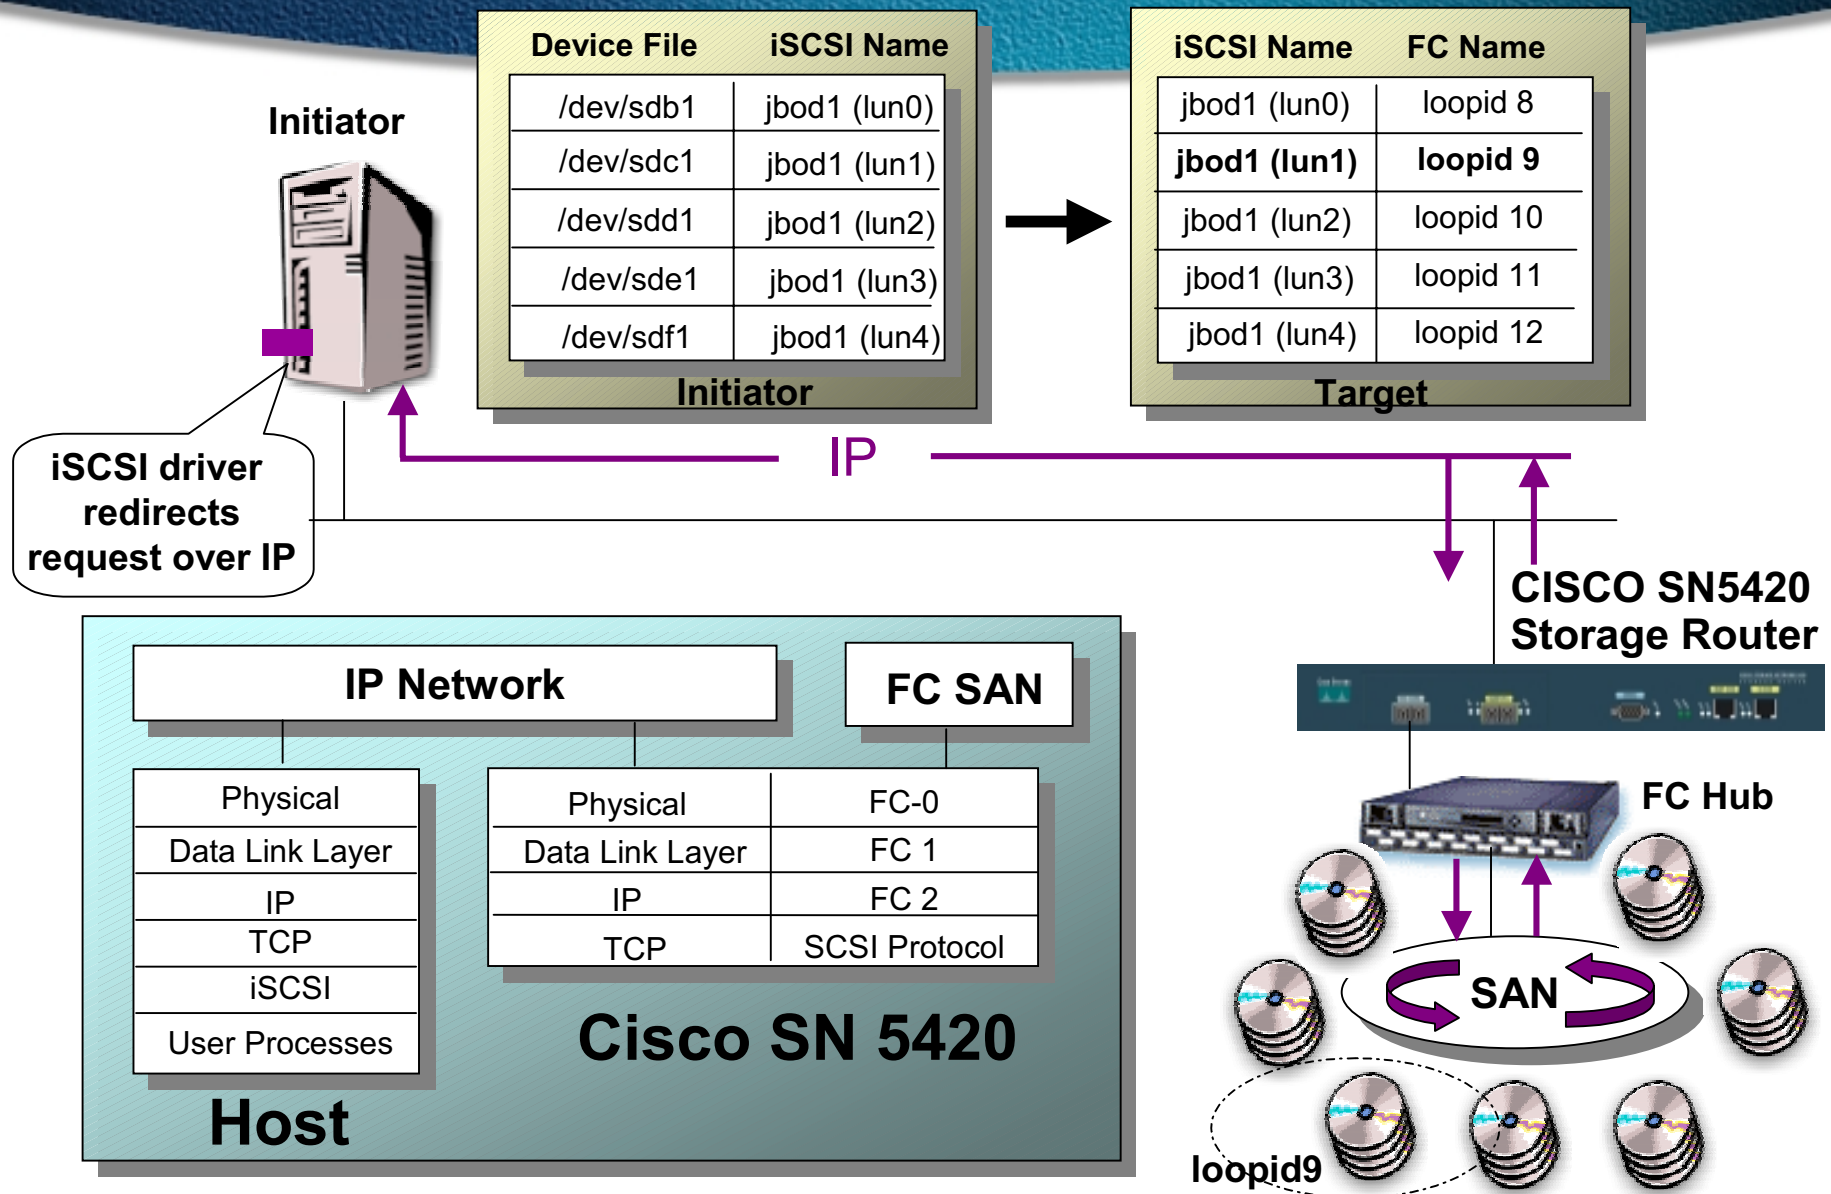 Device File iSCSI Name
/dev/sdb1 jbod1 (lun0)
/dev/sdc1 jbod1 (lun1)
/dev/sdd1 jbod1 (lun2)
/dev/sde1 jbod1 (lun3)
/dev/sdf1 jbod1 (lun4)
Initiator
iSCSI Name FC Name
jbod1 (lun0) loopid 8
jbod1 (lun1) loopid 9
jbod1 (lun2) loopid 10
jbod1 (lun3) loopid 11
jbod1 (lun4) loopid 12
Target
Initiator
IP
iSCSI driver
redirects
request over IP
CISCO SN5420
Storage Router
FC Hub
SAN
loopid9
IP Network
FC SAN
Physical
Data Link Layer
IP
TCP
iSCSI
User Processes
Physical FC-0
Data Link Layer FC 1
IP FC 2
TCP SCSI Protocol
Cisco SN 5420
Host